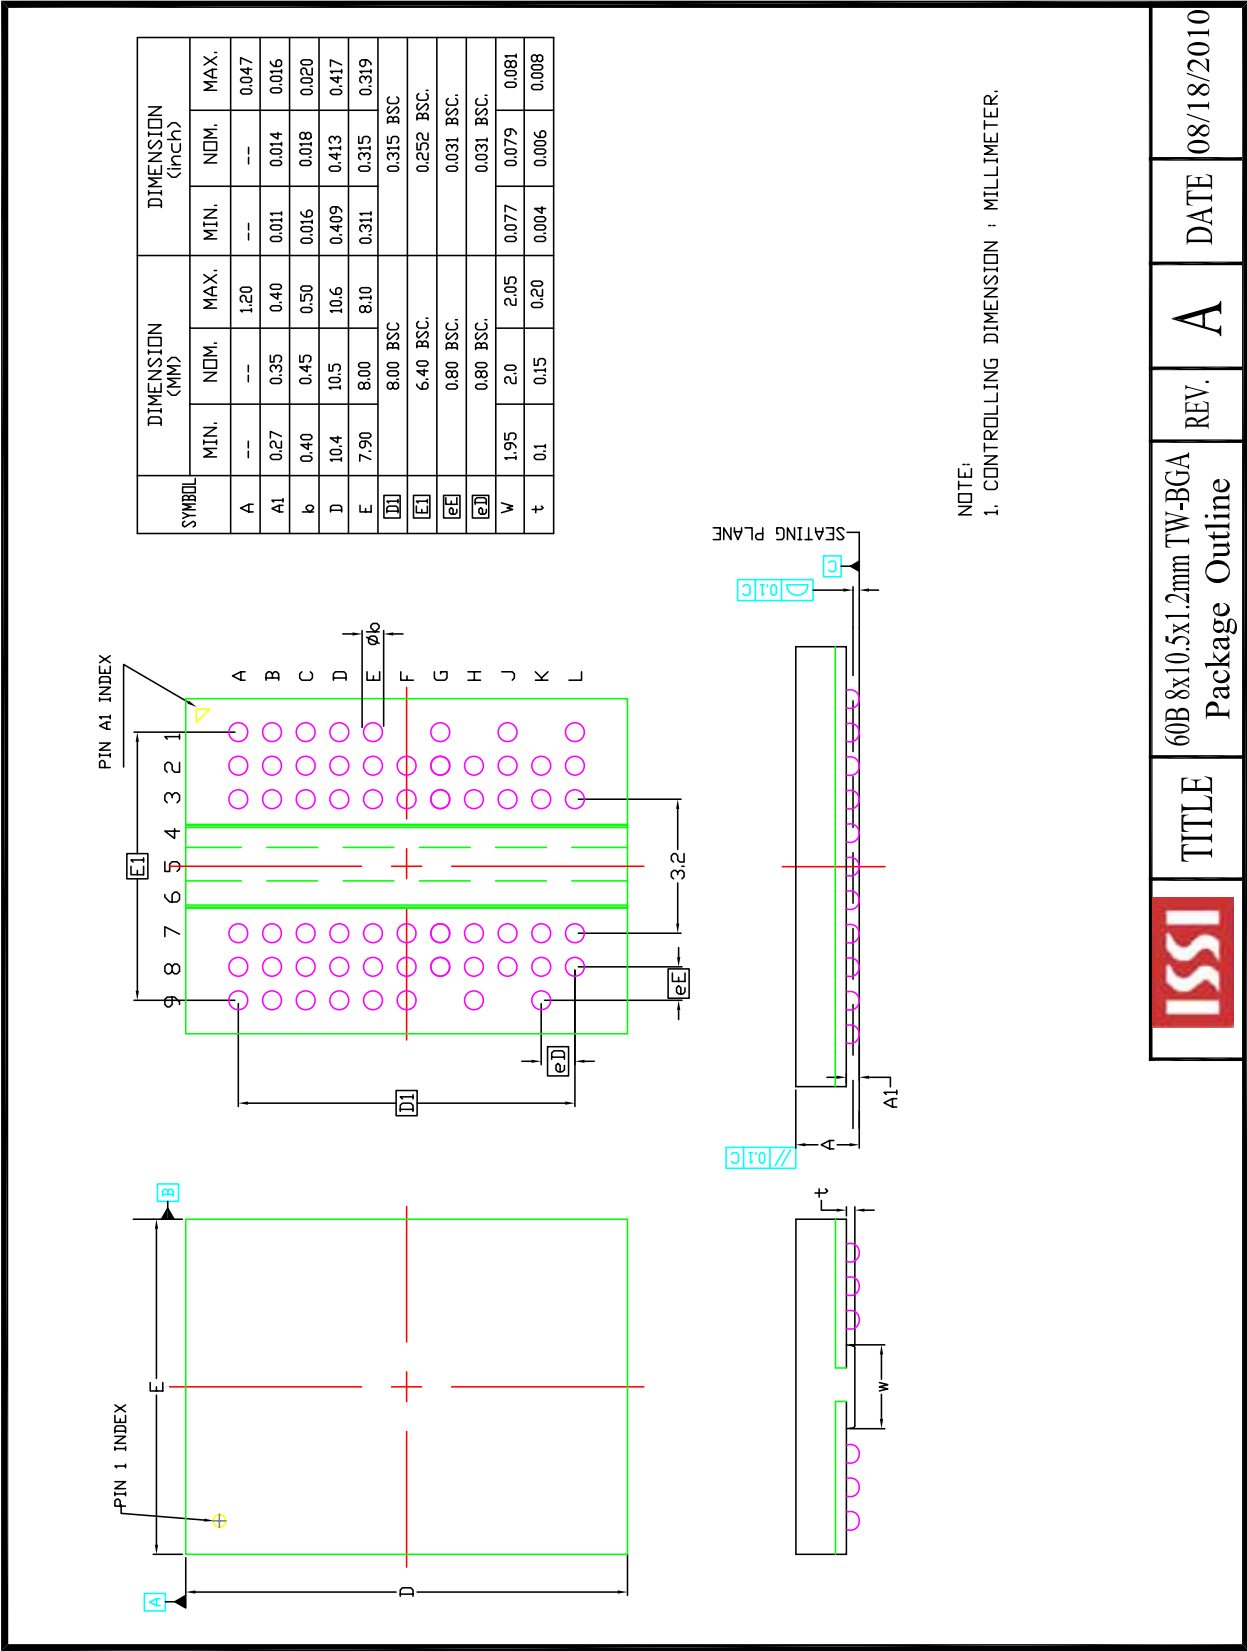 SYMBOL DIMENSION (MM) DIMENSION (inch)
MIN. NOM. MAX. MIN. NOM. MAX.
A -- -- 1.20 -- -- 0.047
A1 0.27 0.35 0.40 0.011 0.014 0.016
b 0.40 0.45 0.50 0.016 0.018 0.020
D 10.4 10.5 10.6 0.409 0.413 0.417
E 7.90 8.00 8.10 0.311 0.315 0.319
D1 8.00 BSC 0.315 BSC
E1 6.40 BSC. 0.252 BSC.
eE 0.80 BSC. 0.031 BSC.
eD 0.80 BSC. 0.031 BSC.
W 1.95 2.0 2.05 0.077 0.079 0.081
t 0.1 0.15 0.20 0.004 0.006 0.008
PIN A1 INDEX
E1
9 8 7 6 5 4 3 2 1
A
B
C
D
E
F
G
H
J
K
L
øb
D1
eD
eE
3.2
PIN 1 INDEX
E
D
A
B
SEATING PLANE
C
0.1 C
// 0.1 C
A
A1
t
w
NOTE:
1. CONTROLLING DIMENSION : MILLIMETER.
ISSI
TITLE
60B 8x10.5x1.2mm TW-BGA
Package Outline
REV.
A
DATE
08/18/2010